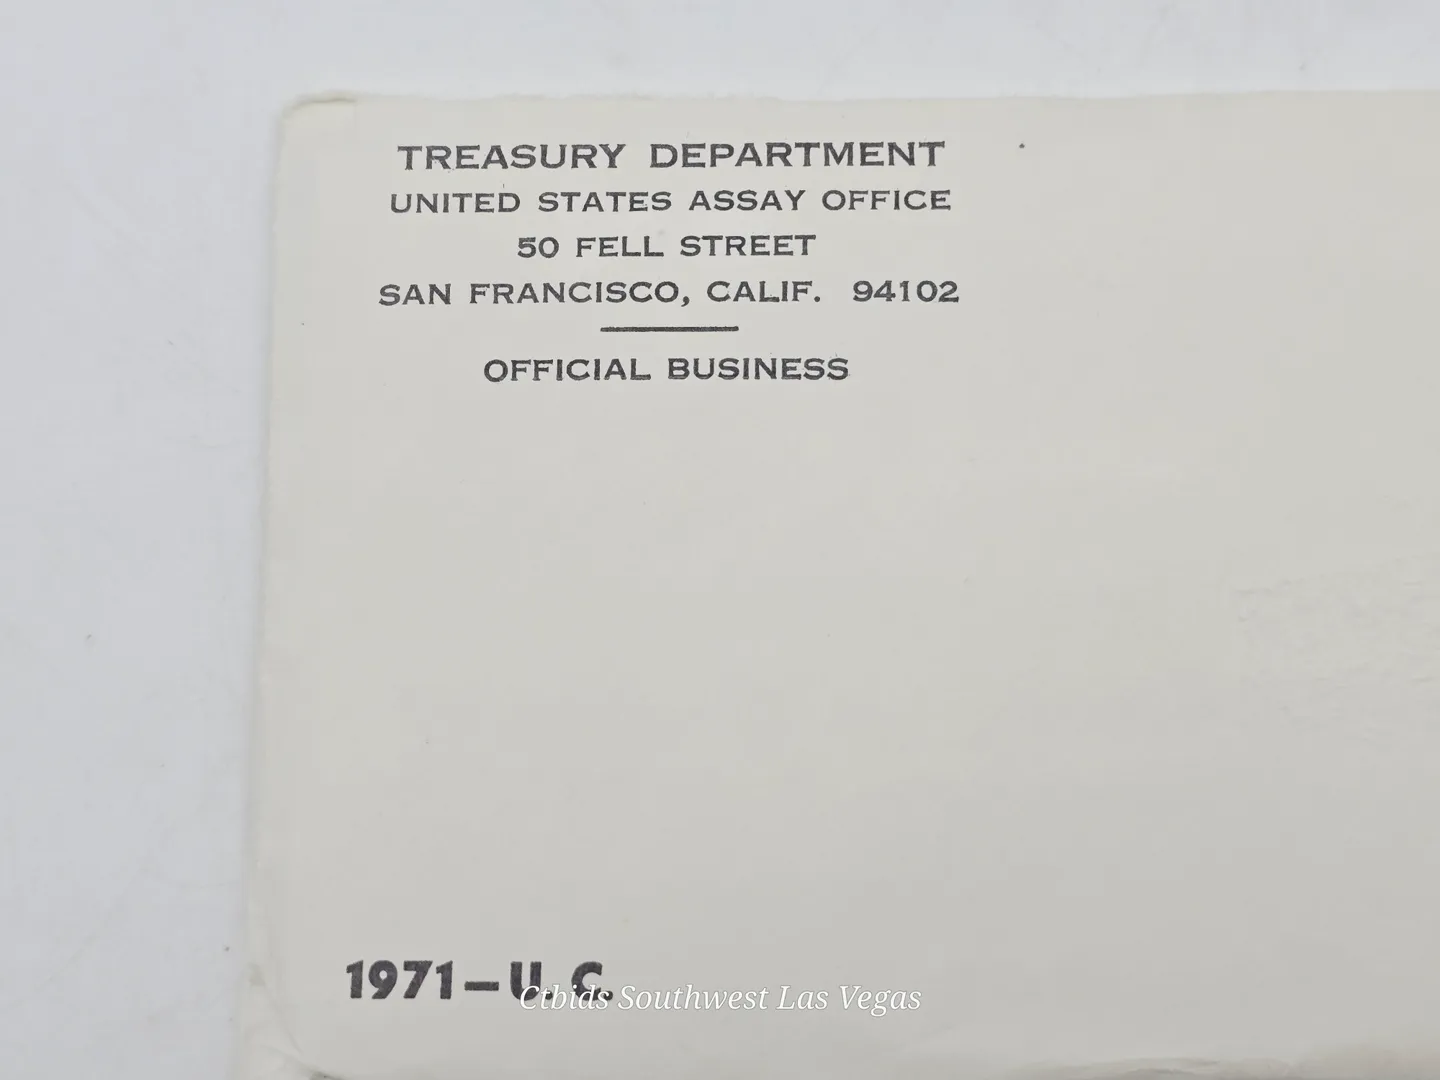 TREASURY DEPARTMENT
UNITED STATES ASSAY OFFICE
50 FELL STREET
SAN FRANCISCO, CALIF. 94102
OFFICIAL BUSINESS
1971-U.C.
Ctbids Southwest Las Vegas